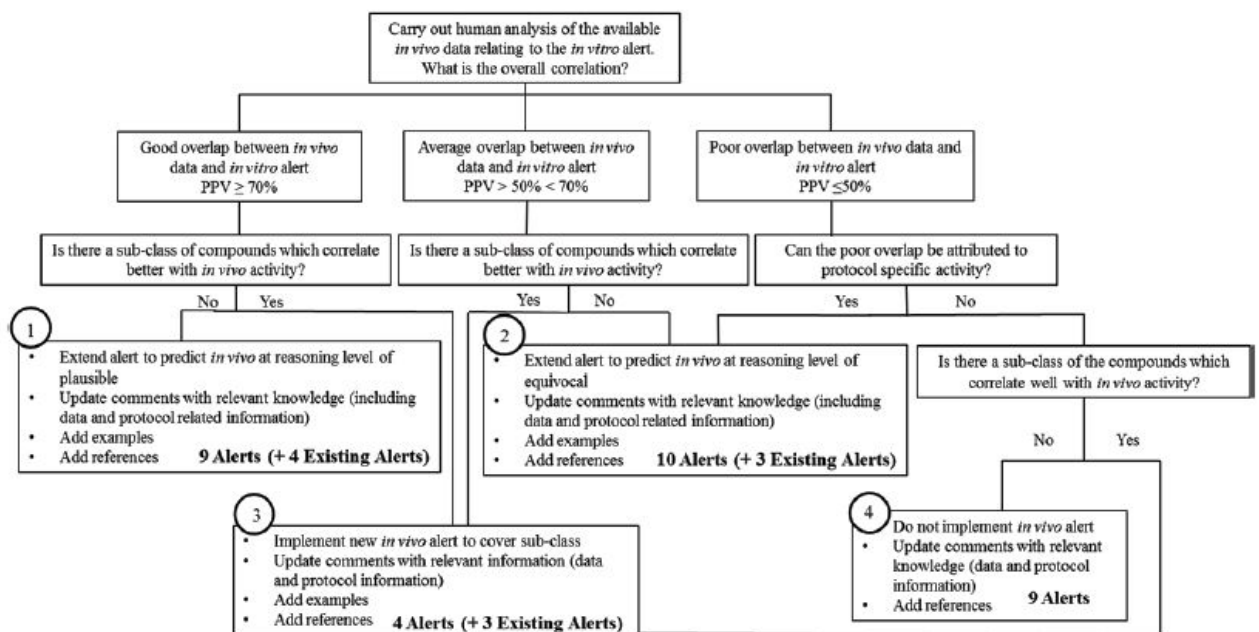 Carry out human analysis of the available
in vivo data relating to the in vitro alert.
What is the overall correlation?
Good overlap between in vivo
data and in vitro alert
PPV ≥ 70%
Average overlap between in vivo
data and in vitro alert
PPV > 50% < 70%
Poor overlap between in vivo data and
in vitro alert
PPV ≤50%
Is there a sub-class of compounds which correlate
better with in vivo activity?
Is there a sub-class of compounds which correlate
better with in vivo activity?
Can the poor overlap be attributed to
protocol specific activity?
No Yes
Yes No
Yes No
1
• Extend alert to predict in vivo at reasoning level of
plausible
• Update comments with relevant knowledge (including
data and protocol related information)
• Add examples
• Add references 9 Alerts (+ 4 Existing Alerts)
2
• Extend alert to predict in vivo at reasoning level of
equivocal
• Update comments with relevant knowledge (including
data and protocol related information)
• Add examples
• Add references 10 Alerts (+ 3 Existing Alerts)
Is there a sub-class of the compounds which
correlate well with in vivo activity?
No Yes
3
• Implement new in vivo alert to cover sub-class
• Update comments with relevant information (data
and protocol information)
• Add examples
• Add references 4 Alerts (+ 3 Existing Alerts)
4
• Do not implement in vivo alert
• Update comments with relevant
knowledge (data and protocol
information)
• Add references 9 Alerts